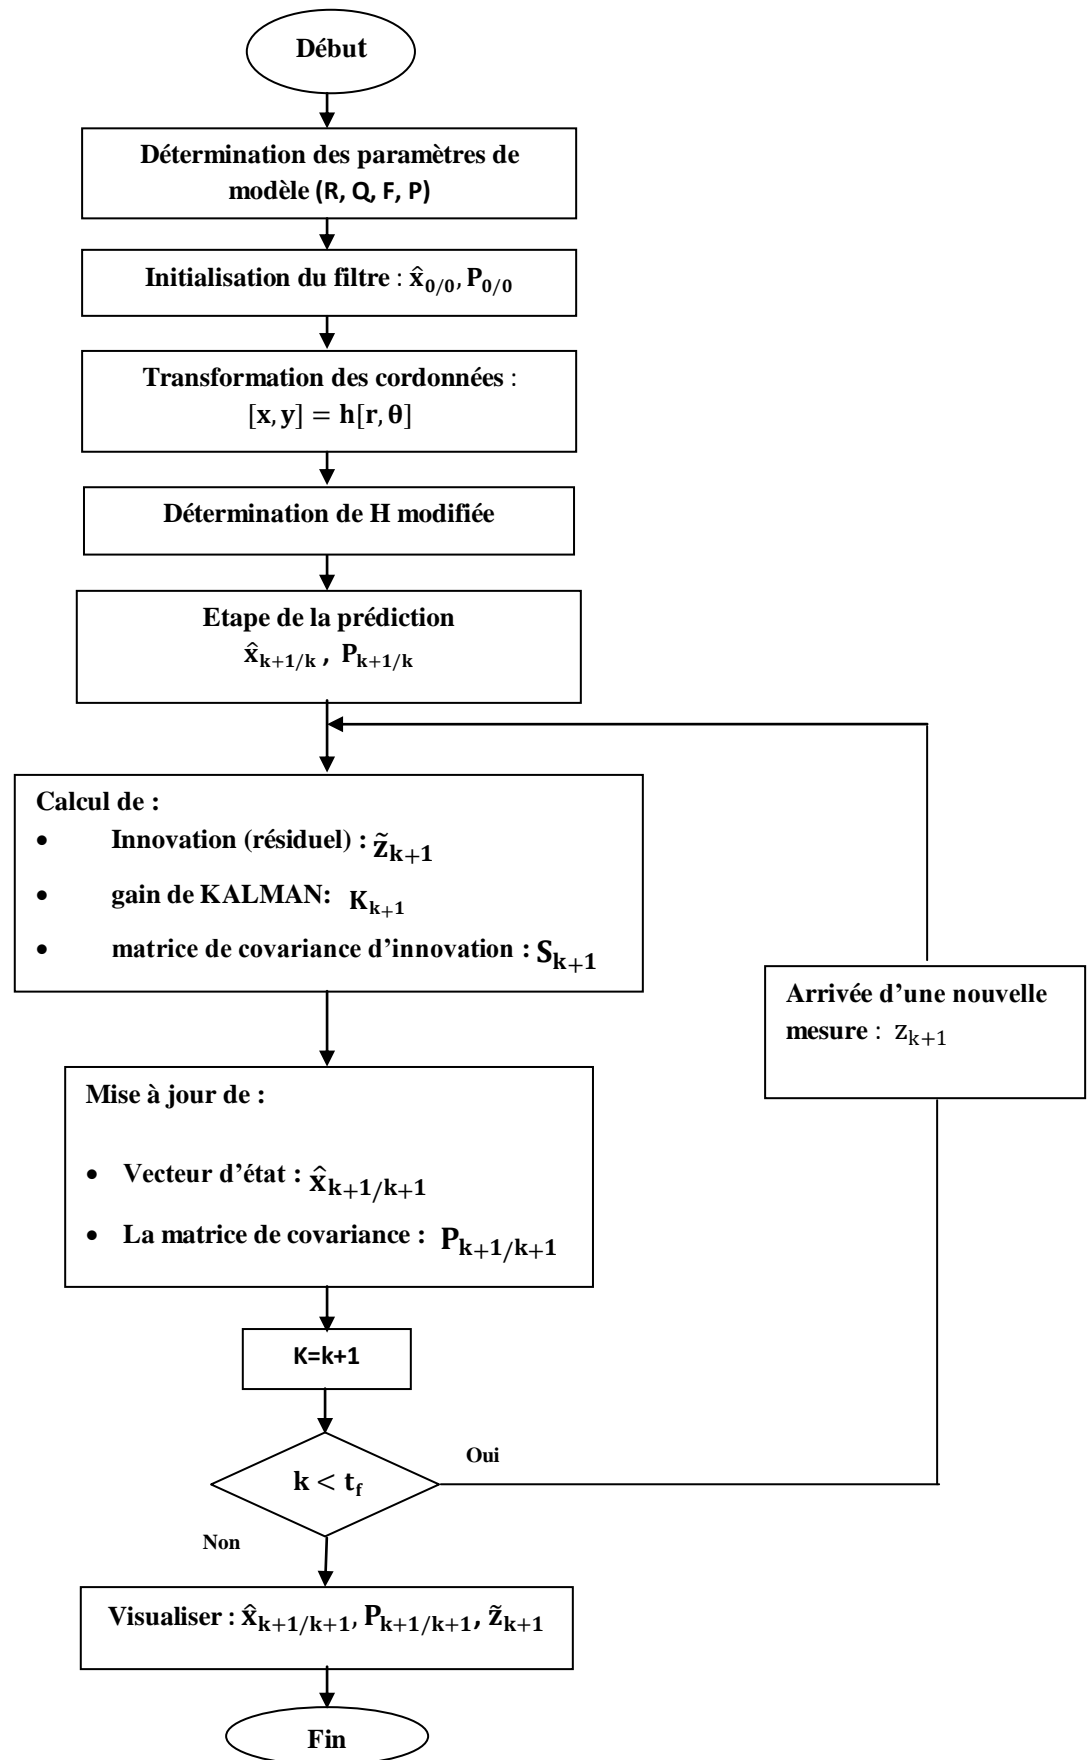 Début
Détermination des paramètres de
modèle (R, Q, F, P)
Initialisation du filtre : x̂₀/₀, P₀/₀
Transformation des cordonnées :
[x, y] = h[r, θ]
Détermination de H modifiée
Etape de la prédiction
x̂ₖ₊₁/ₖ , Pₖ₊₁/ₖ
Calcul de :
• Innovation (résiduel) : z̃ₖ₊₁
• gain de KALMAN: Kₖ₊₁
• matrice de covariance d’innovation : Sₖ₊₁
Arrivée d’une nouvelle
mesure : zₖ₊₁
Mise à jour de :
• Vecteur d’état : x̂ₖ₊₁/ₖ₊₁
• La matrice de covariance : Pₖ₊₁/ₖ₊₁
K=k+1
k < t_f
Oui
Non
Visualiser : x̂ₖ₊₁/ₖ₊₁, Pₖ₊₁/ₖ₊₁, z̃ₖ₊₁
Fin